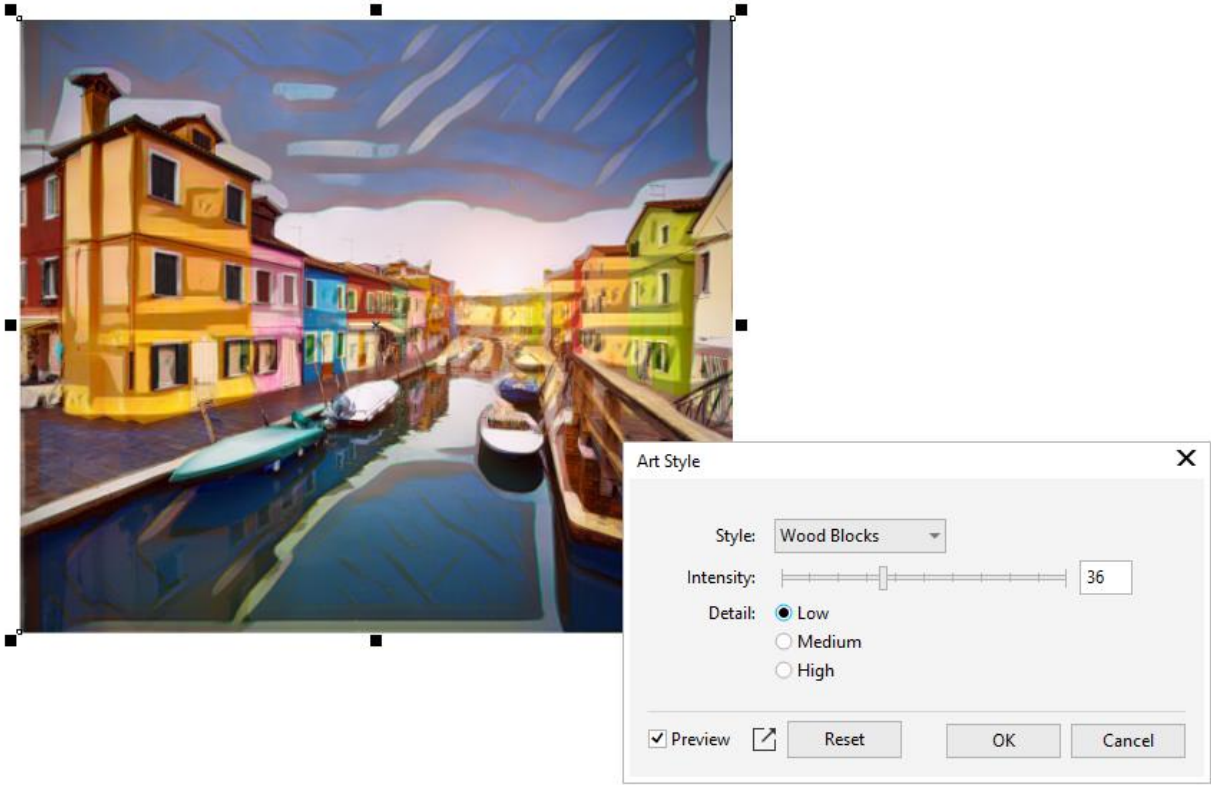 Art Style
Style: Wood Blocks
Intensity: 36
Detail: Low
Medium
High
Preview Reset OK Cancel